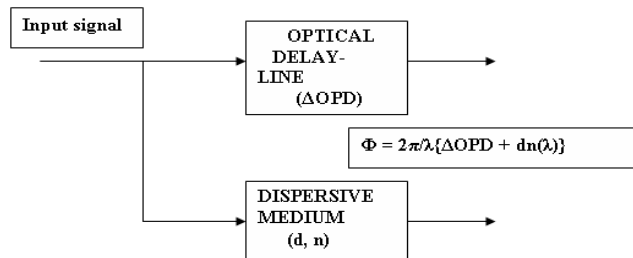 Input signal
OPTICAL
DELAY-
LINE
(ΔOPD)
Φ = 2π/λ{ΔOPD + dn(λ)}
DISPERSIVE
MEDIUM
(d, n)